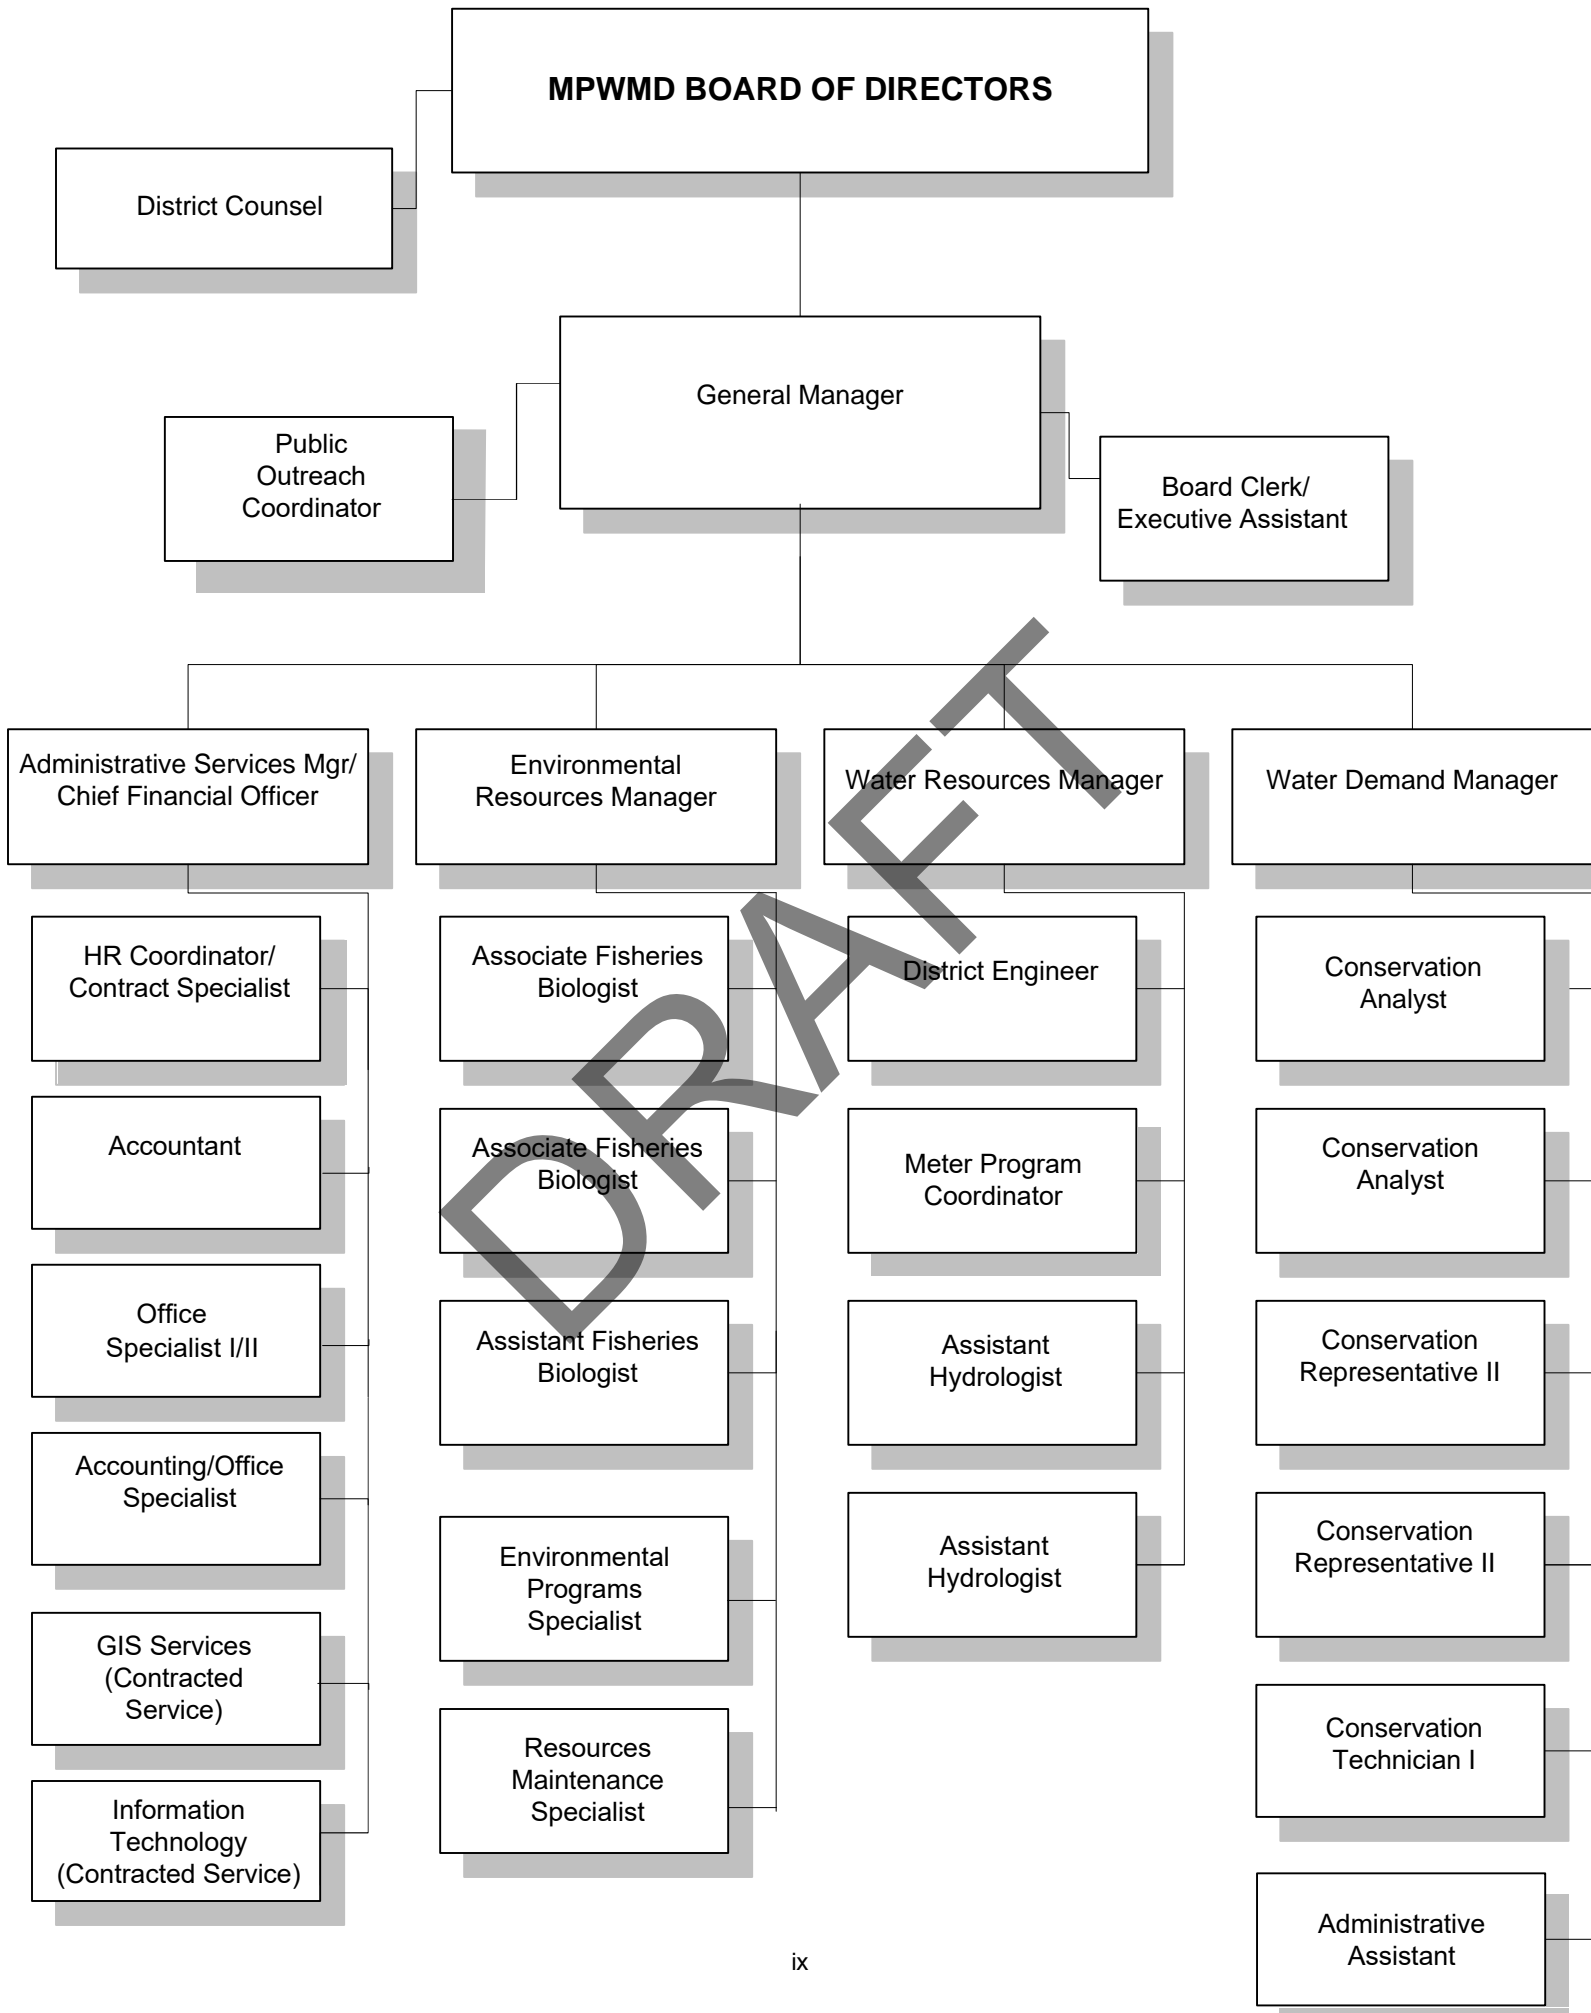 MPWMD BOARD OF DIRECTORS
District Counsel
General Manager
Public
Outreach
Coordinator
Board Clerk/
Executive Assistant
Administrative Services Mgr/
Chief Financial Officer
Environmental
Resources Manager
Water Resources Manager
Water Demand Manager
HR Coordinator/
Contract Specialist
Accountant
Office
Specialist I/II
Accounting/Office
Specialist
GIS Services
(Contracted
Service)
Information
Technology
(Contracted Service)
Associate Fisheries
Biologist
Associate Fisheries
Biologist
Assistant Fisheries
Biologist
Environmental
Programs
Specialist
Resources
Maintenance
Specialist
District Engineer
Meter Program
Coordinator
Assistant
Hydrologist
Assistant
Hydrologist
Conservation
Analyst
Conservation
Analyst
Conservation
Representative II
Conservation
Representative II
Conservation
Technician I
Administrative
Assistant
DRAFT
ix